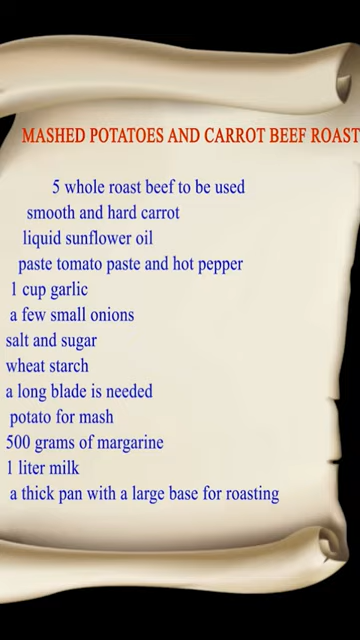 MASHED POTATOES AND CARROT BEEF ROAST
5 whole roast beef to be used
smooth and hard carrot
liquid sunflower oil
paste tomato paste and hot pepper
1 cup garlic
a few small onions
salt and sugar
wheat starch
a long blade is needed
potato for mash
500 grams of margarine
1 liter milk
a thick pan with a large base for roasting